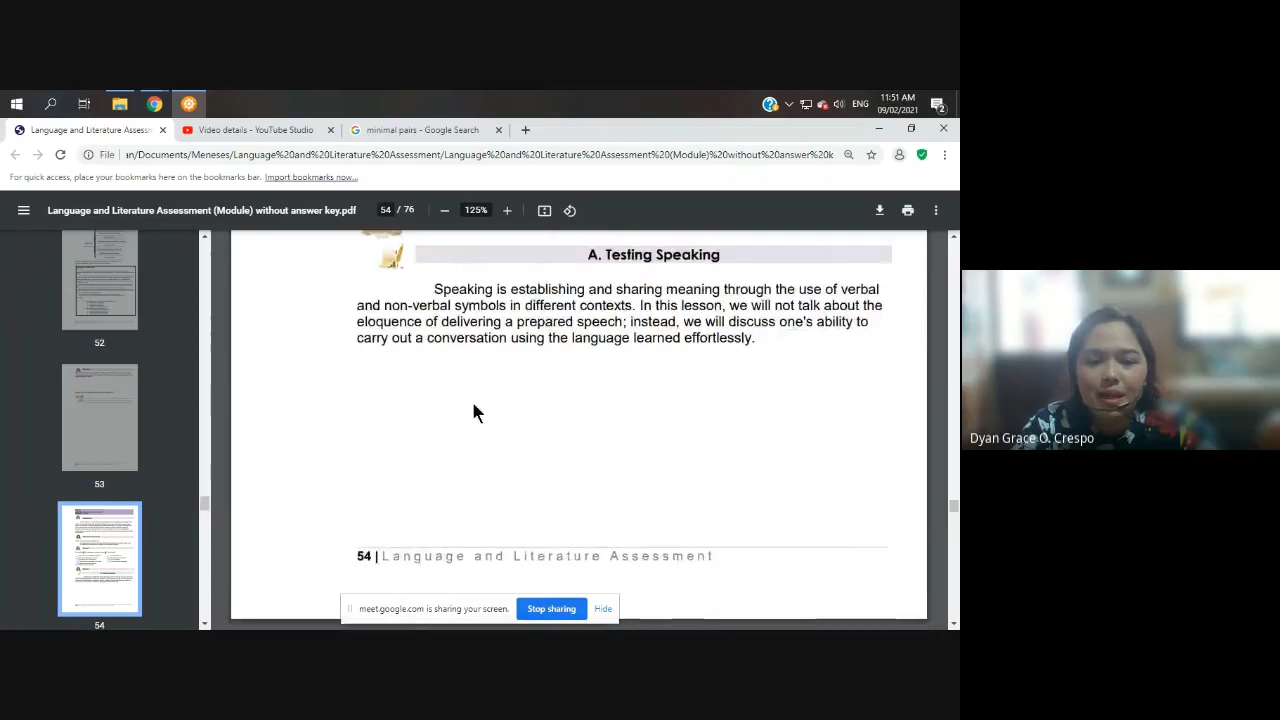 11:51 AM
ENG
09/02/2021
2
Language and Literature Assessm
Video details - YouTube Studio
minimal pairs - Google Search
File
ın/Documents/Meneses/Language%20and%20Literature%20Assessment/Language%20and%20Literature%20Assessment%20(Module)%20without%20answer%20k
For quick access, place your bookmarks here on the bookmarks bar. Import bookmarks now...
Language and Literature Assessment (Module) without answer key.pdf
54 / 76
125%
A. Testing Speaking
Speaking is establishing and sharing meaning through the use of verbal
and non-verbal symbols in different contexts. In this lesson, we will not talk about the
eloquence of delivering a prepared speech; instead, we will discuss one's ability to
carry out a conversation using the language learned effortlessly.
52
53
54
54 | Language and Literature Assessment
meet.google.com is sharing your screen.
Stop sharing
Hide
Dyan Grace O. Crespo